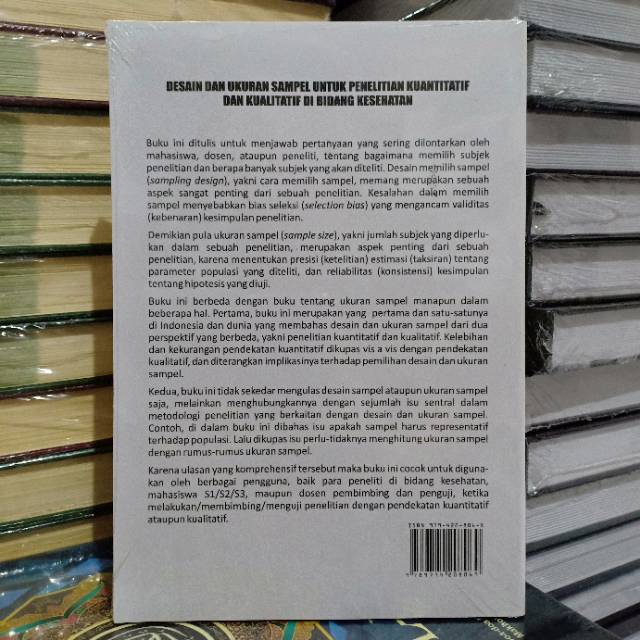 DESAIN DAN UKURAN SAMPEL UNTUK PENELITIAN KUANTITATIF
DAN KUALITATIF DI BIDANG KESEHATAN
Buku ini ditulis untuk menjawab pertanyaan yang sering dilontarkan oleh
mahasiswa, dosen, ataupun peneliti, tentang bagaimana memilih subjek
penelitian dan berapa banyak subjek yang akan diteliti. Desain memilih sampel
(sampling design), yakni cara memilih sampel, memang merupakan sebuah
aspek sangat penting dari sebuah penelitian. Kesalahan dalam memilih
sampel menyebabkan bias seleksi (selection bias) yang mengancam validitas
(kebenaran) kesimpulan penelitian.
Demikian pula ukuran sampel (sample size), yakni jumlah subjek yang diperlu-
kan dalam sebuah penelitian, merupakan aspek penting dari sebuah
penelitian, karena menentukan presisi (ketelitian) estimasi (taksiran) tentang
parameter populasi yang diteliti, dan reliabilitas (konsistensi) kesimpulan
tentang hipotesis yang diuji.
Buku ini berbeda dengan buku tentang ukuran sampel manapun dalam
beberapa hal. Pertama, buku ini merupakan yang pertama dan satu-satunya
di Indonesia dan dunia yang membahas desain dan ukuran sampel dari dua
perspektif yang berbeda, yakni penelitian kuantitatif dan kualitatif. Kelebihan
dan kekurangan pendekatan kuantitatif dikupas vis a vis dengan pendekatan
kualitatif, dan diterangkan implikasinya terhadap pemilihan desain dan ukuran
sampel.
Kedua, buku ini tidak sekedar mengulas desain sampel ataupun ukuran sampel
saja, melainkan menghubungkannya dengan sejumlah isu sentral dalam
metodologi penelitian yang berkaitan dengan desain dan ukuran sampel.
Contoh, di dalam buku ini dibahas isu apakah sampel harus representatif
terhadap populasi. Lalu dikupas isu perlu-tidaknya menghitung ukuran sampel
dengan rumus-rumus ukuran sampel.
Karena ulasan yang komprehensif tersebut maka buku ini cocok untuk diguna-
kan oleh berbagai pengguna, baik para peneliti di bidang kesehatan,
mahasiswa S1/S2/S3, maupun dosen pembimbing dan penguji, ketika
melakukan/membimbing/menguji penelitian dengan pendekatan kuantitatif
ataupun kualitatif.